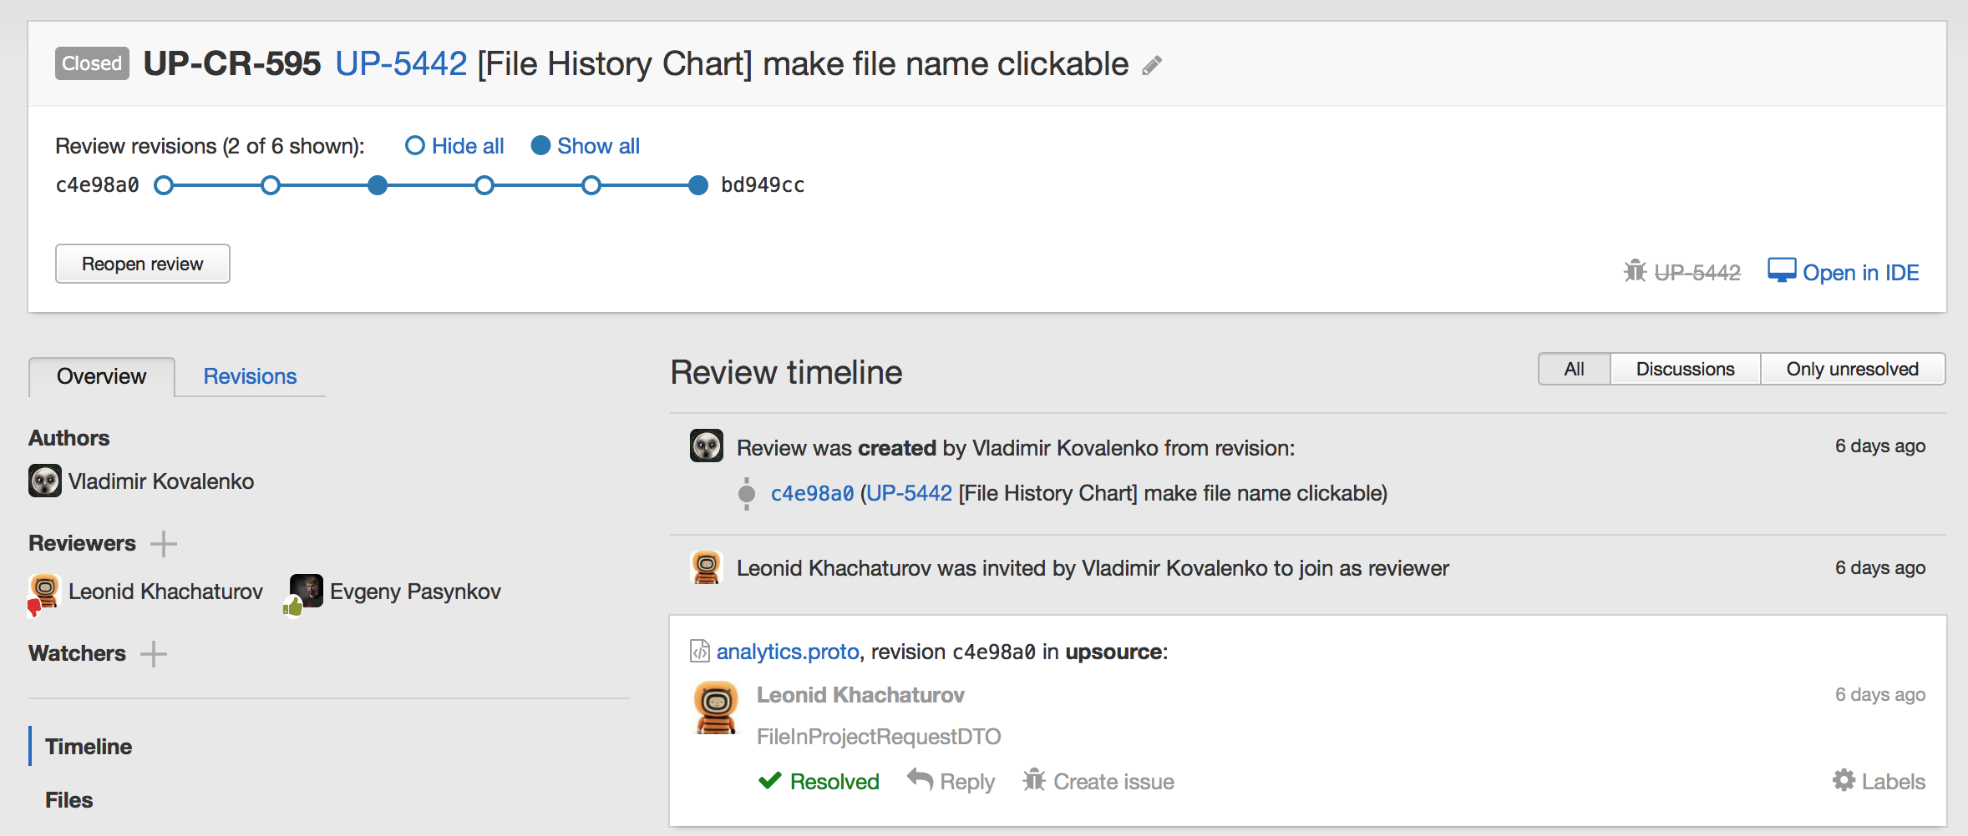 Closed UP-CR-595 UP-5442 [File History Chart] make file name clickable
Review revisions (2 of 6 shown): Hide all Show all
c4e98a0 bd949cc
Reopen review
UP-5442 Open in IDE
Overview Revisions
Authors
Vladimir Kovalenko
Reviewers
Leonid Khachaturov Evgeny Pasynkov
Watchers
Timeline
Files
Review timeline
All Discussions Only unresolved
Review was created by Vladimir Kovalenko from revision: 6 days ago
c4e98a0 (UP-5442 [File History Chart] make file name clickable)
Leonid Khachaturov was invited by Vladimir Kovalenko to join as reviewer 6 days ago
analytics.proto, revision c4e98a0 in upsource:
Leonid Khachaturov 6 days ago
FileInProjectRequestDTO
Resolved Reply Create issue Labels